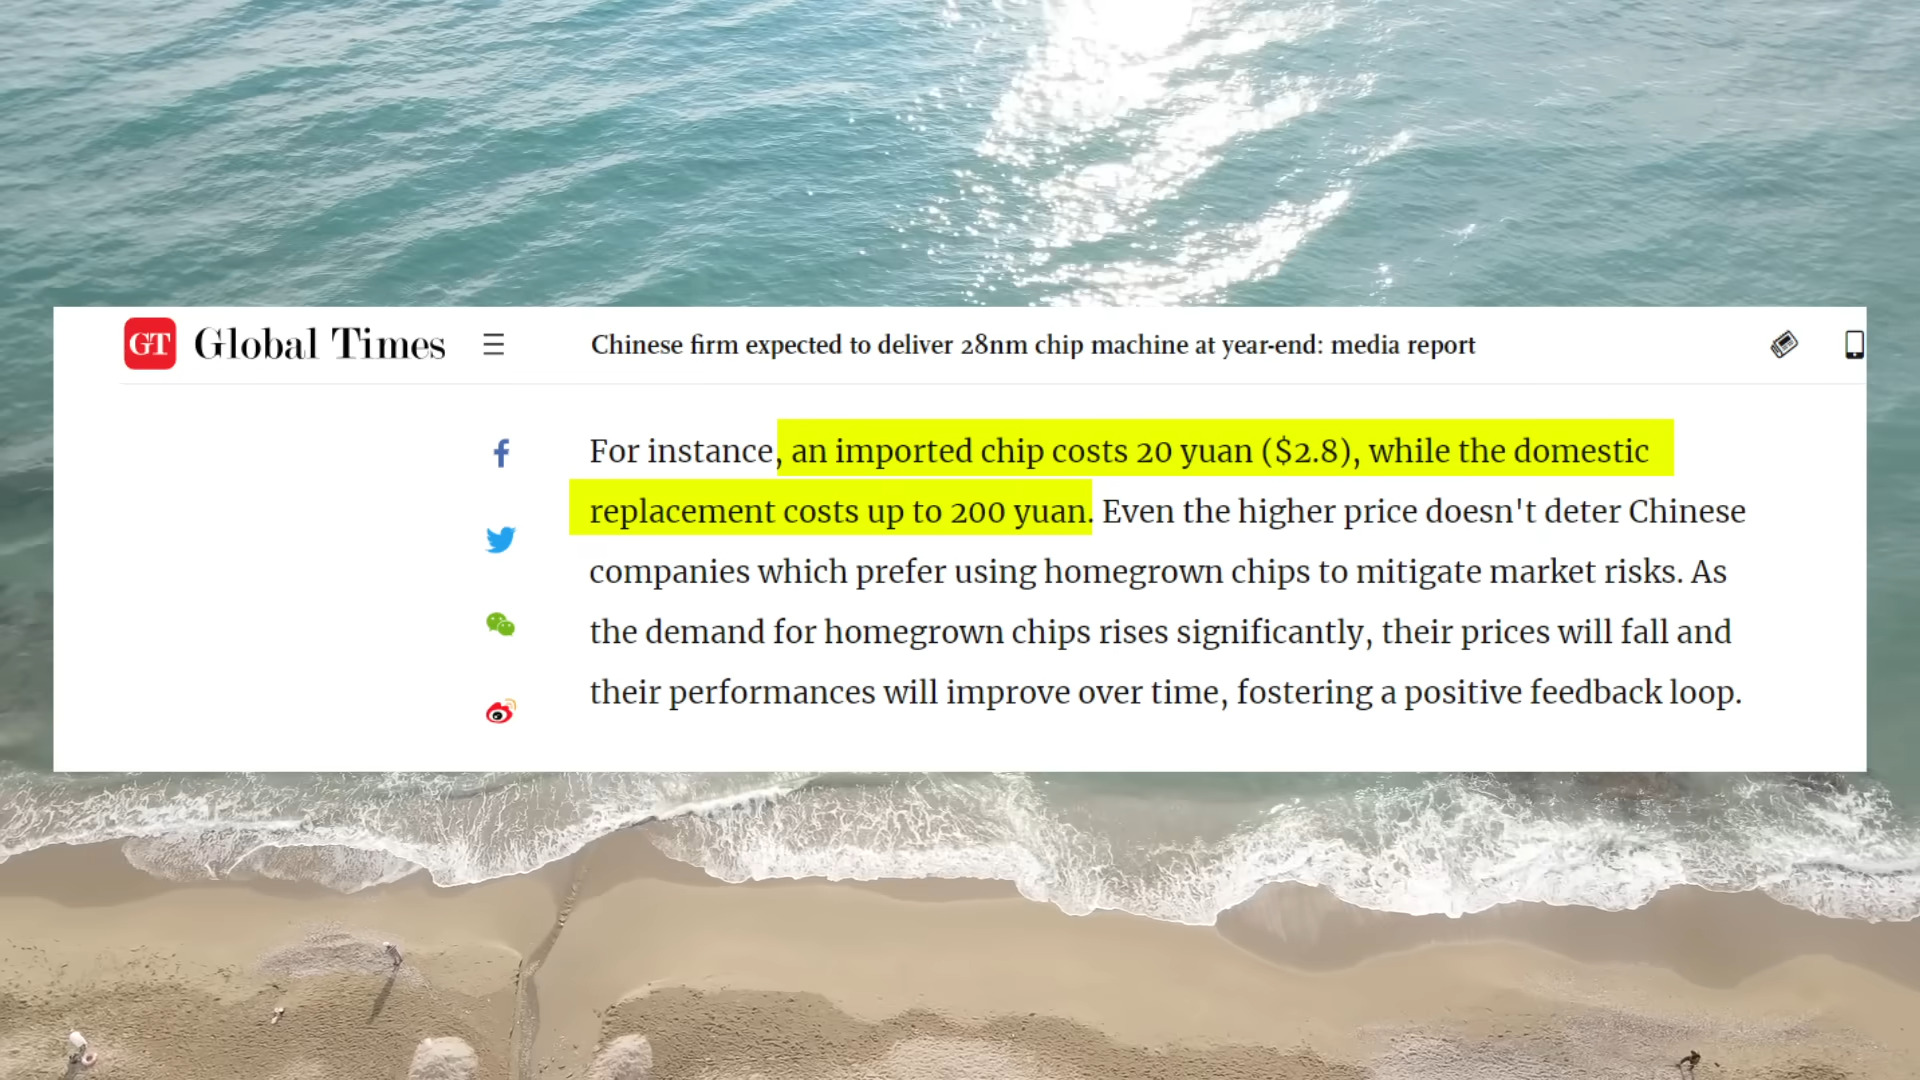 GT Global Times
Chinese firm expected to deliver 28nm chip machine at year-end: media report
For instance, an imported chip costs 20 yuan ($2.8), while the domestic
replacement costs up to 200 yuan. Even the higher price doesn't deter Chinese
companies which prefer using homegrown chips to mitigate market risks. As
the demand for homegrown chips rises significantly, their prices will fall and
their performances will improve over time, fostering a positive feedback loop.